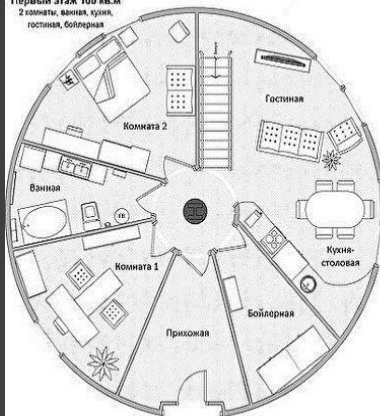 Первый этаж 100 кв.м
2 комнаты, ванная, кухня,
гостиная, бойлерная
Гостиная
Комната 2
Ванная
Кухня-
столовая
Комната 1
Бойлерная
Прихожая